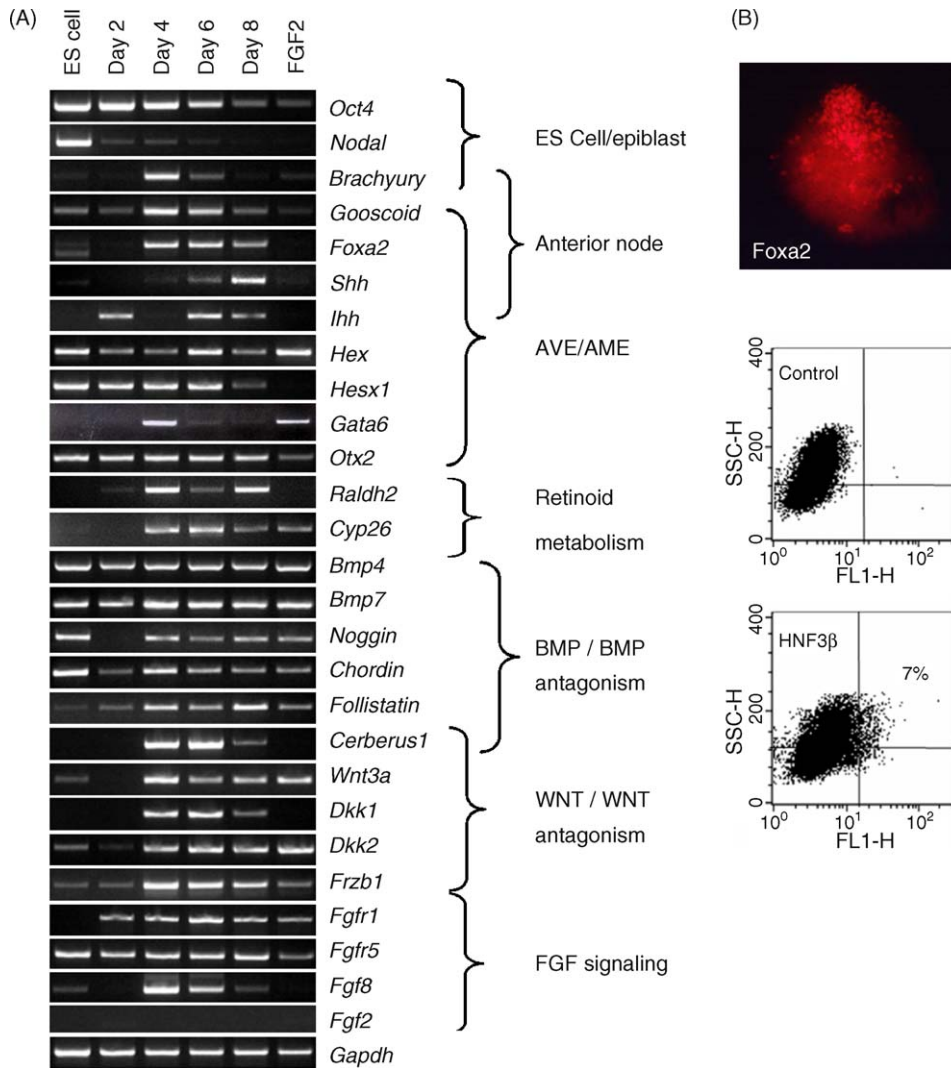 (A)
ES cell Day 2 Day 4 Day 6 Day 8 FGF2
Oct4
Nodal
Brachyury
Gooscoid
Foxa2
Shh
Ihh
Hex
Hesx1
Gata6
Otx2
Raldh2
Cyp26
Bmp4
Bmp7
Noggin
Chordin
Follistatin
Cerberus1
Wnt3a
Dkk1
Dkk2
Frzb1
Fgfr1
Fgfr5
Fgf8
Fgf2
Gapdh
ES Cell/epiblast
Anterior node
AVE/AME
Retinoid
metabolism
BMP / BMP
antagonism
WNT / WNT
antagonism
FGF signaling
(B)
Foxa2
Control
SSC-H
400
200
0
10⁰ 10¹ 10²
FL1-H
HNF3β
7%
SSC-H
400
200
0
10⁰ 10¹ 10²
FL1-H